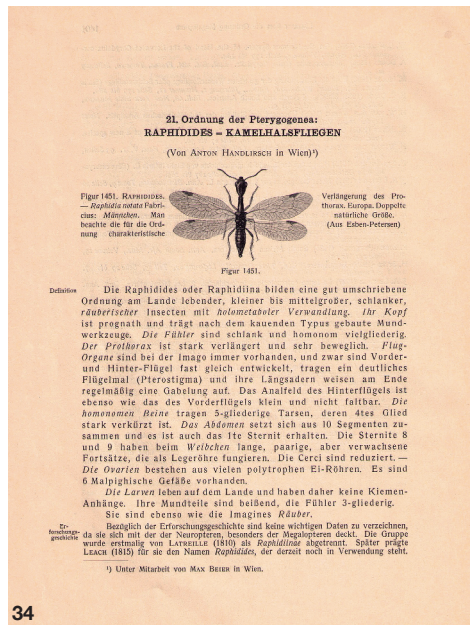 21. Ordnung der Pterygogenea:
RAPHIDIDES = KAMELHALSFLIEGEN
(Von ANTON HANDLIRSCH in Wien)¹)
Figur 1451. RAPHIDIDES.
— Raphidia notata Fabri-
cius: Männchen. Man
beachte die für die Ord-
nung charakteristische
Verlängerung des Pro-
thorax. Europa. Doppelte
natürliche Größe.
(Aus Esben-Petersen)
Figur 1451.
Definition
Die Raphidides oder Raphidiina bilden eine gut umschriebene
Ordnung am Lande lebender, kleiner bis mittelgroßer, schlanker,
räuberischer Insecten mit holometaboler Verwandlung. Ihr Kopf
ist prognath und trägt nach dem kauenden Typus gebaute Mund-
werkzeuge. Die Fühler sind schlank und homonom vielgliederig.
Der Prothorax ist stark verlängert und sehr beweglich. Flug-
Organe sind bei der Imago immer vorhanden, und zwar sind Vorder-
und Hinter-Flügel fast gleich entwickelt, tragen ein deutliches
Flügelmal (Pterostigma) und ihre Längsadern weisen am Ende
regelmäßig eine Gabelung auf. Das Analfeld des Hinterflügels ist
ebenso wie das des Vorderflügels klein und nicht faltbar. Die
homonomen Beine tragen 5-gliederige Tarsen, deren 4tes Glied
stark verkürzt ist. Das Abdomen setzt sich aus 10 Segmenten zu-
sammen und es ist auch das 1te Sternit erhalten. Die Sternite 8
und 9 haben beim Weibchen lange, paarige, aber verwachsene
Fortsätze, die als Legeröhre fungieren. Die Cerci sind reduziert. —
Die Ovarien bestehen aus vielen polytrophen Ei-Röhren. Es sind
6 Malpighische Gefäße vorhanden.
Die Larven leben auf dem Lande und haben daher keine Kiemen-
Anhänge. Ihre Mundteile sind beißend, die Fühler 3-gliederig.
Sie sind ebenso wie die Imagines Räuber.
Er-
forschungs-
geschichte
Bezüglich der Erforschungsgeschichte sind keine wichtigen Daten zu verzeichnen,
da sie sich mit der der Neuropteren, besonders der Megalopteren deckt. Die Gruppe
wurde erstmalig von LATREILLE (1810) als Raphidiinae abgetrennt. Später prägte
LEACH (1815) für sie den Namen Raphidides, der derzeit noch in Verwendung steht.
¹) Unter Mitarbeit von MAX BEIER in Wien.
34